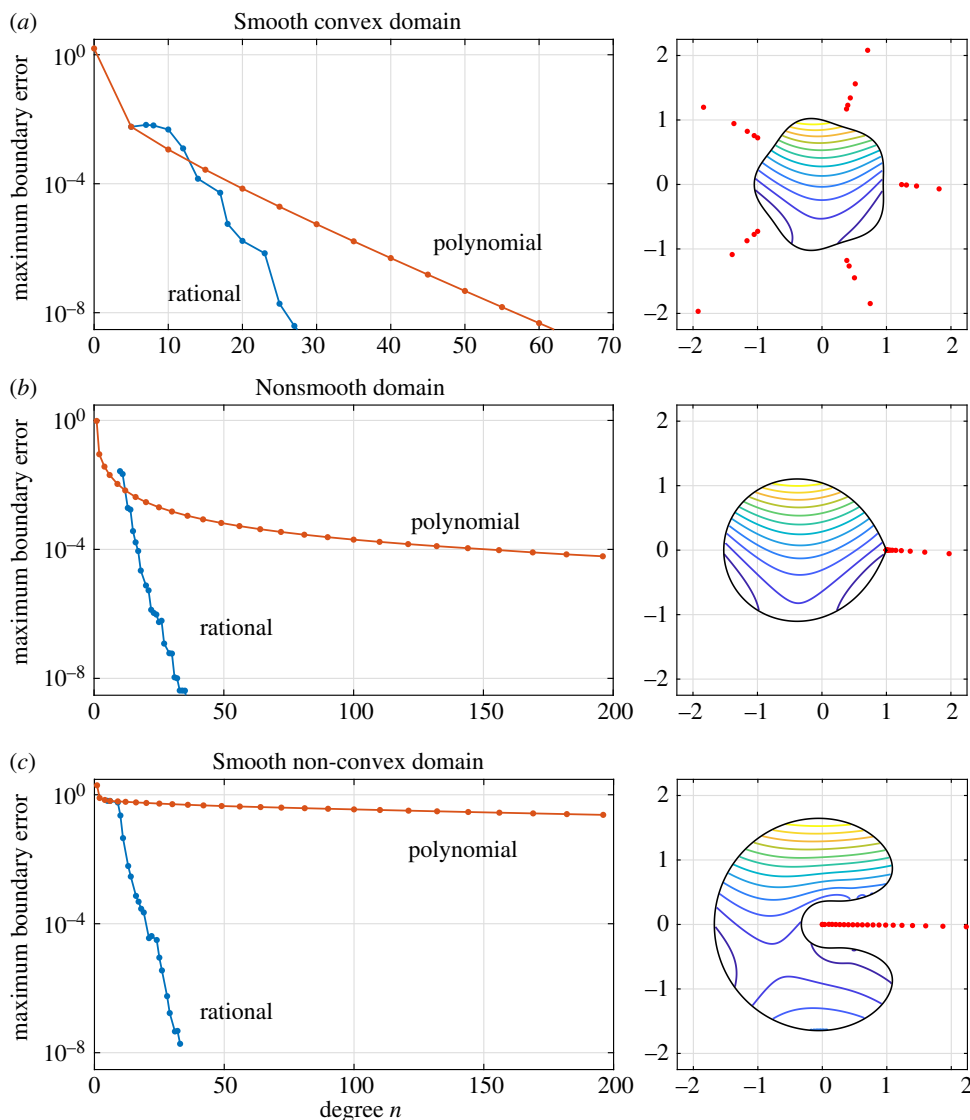 (a) Smooth convex domain
maximum boundary error
10^0
10^-4
10^-8
polynomial
rational
0 10 20 30 40 50 60 70
2
1
0
−1
−2
−2 −1 0 1 2
(b) Nonsmooth domain
maximum boundary error
10^0
10^-4
10^-8
polynomial
rational
0 50 100 150 200
2
1
0
−1
−2
−2 −1 0 1 2
(c) Smooth non-convex domain
maximum boundary error
10^0
10^-4
10^-8
polynomial
rational
0 50 100 150 200
degree n
2
1
0
−1
−2
−2 −1 0 1 2